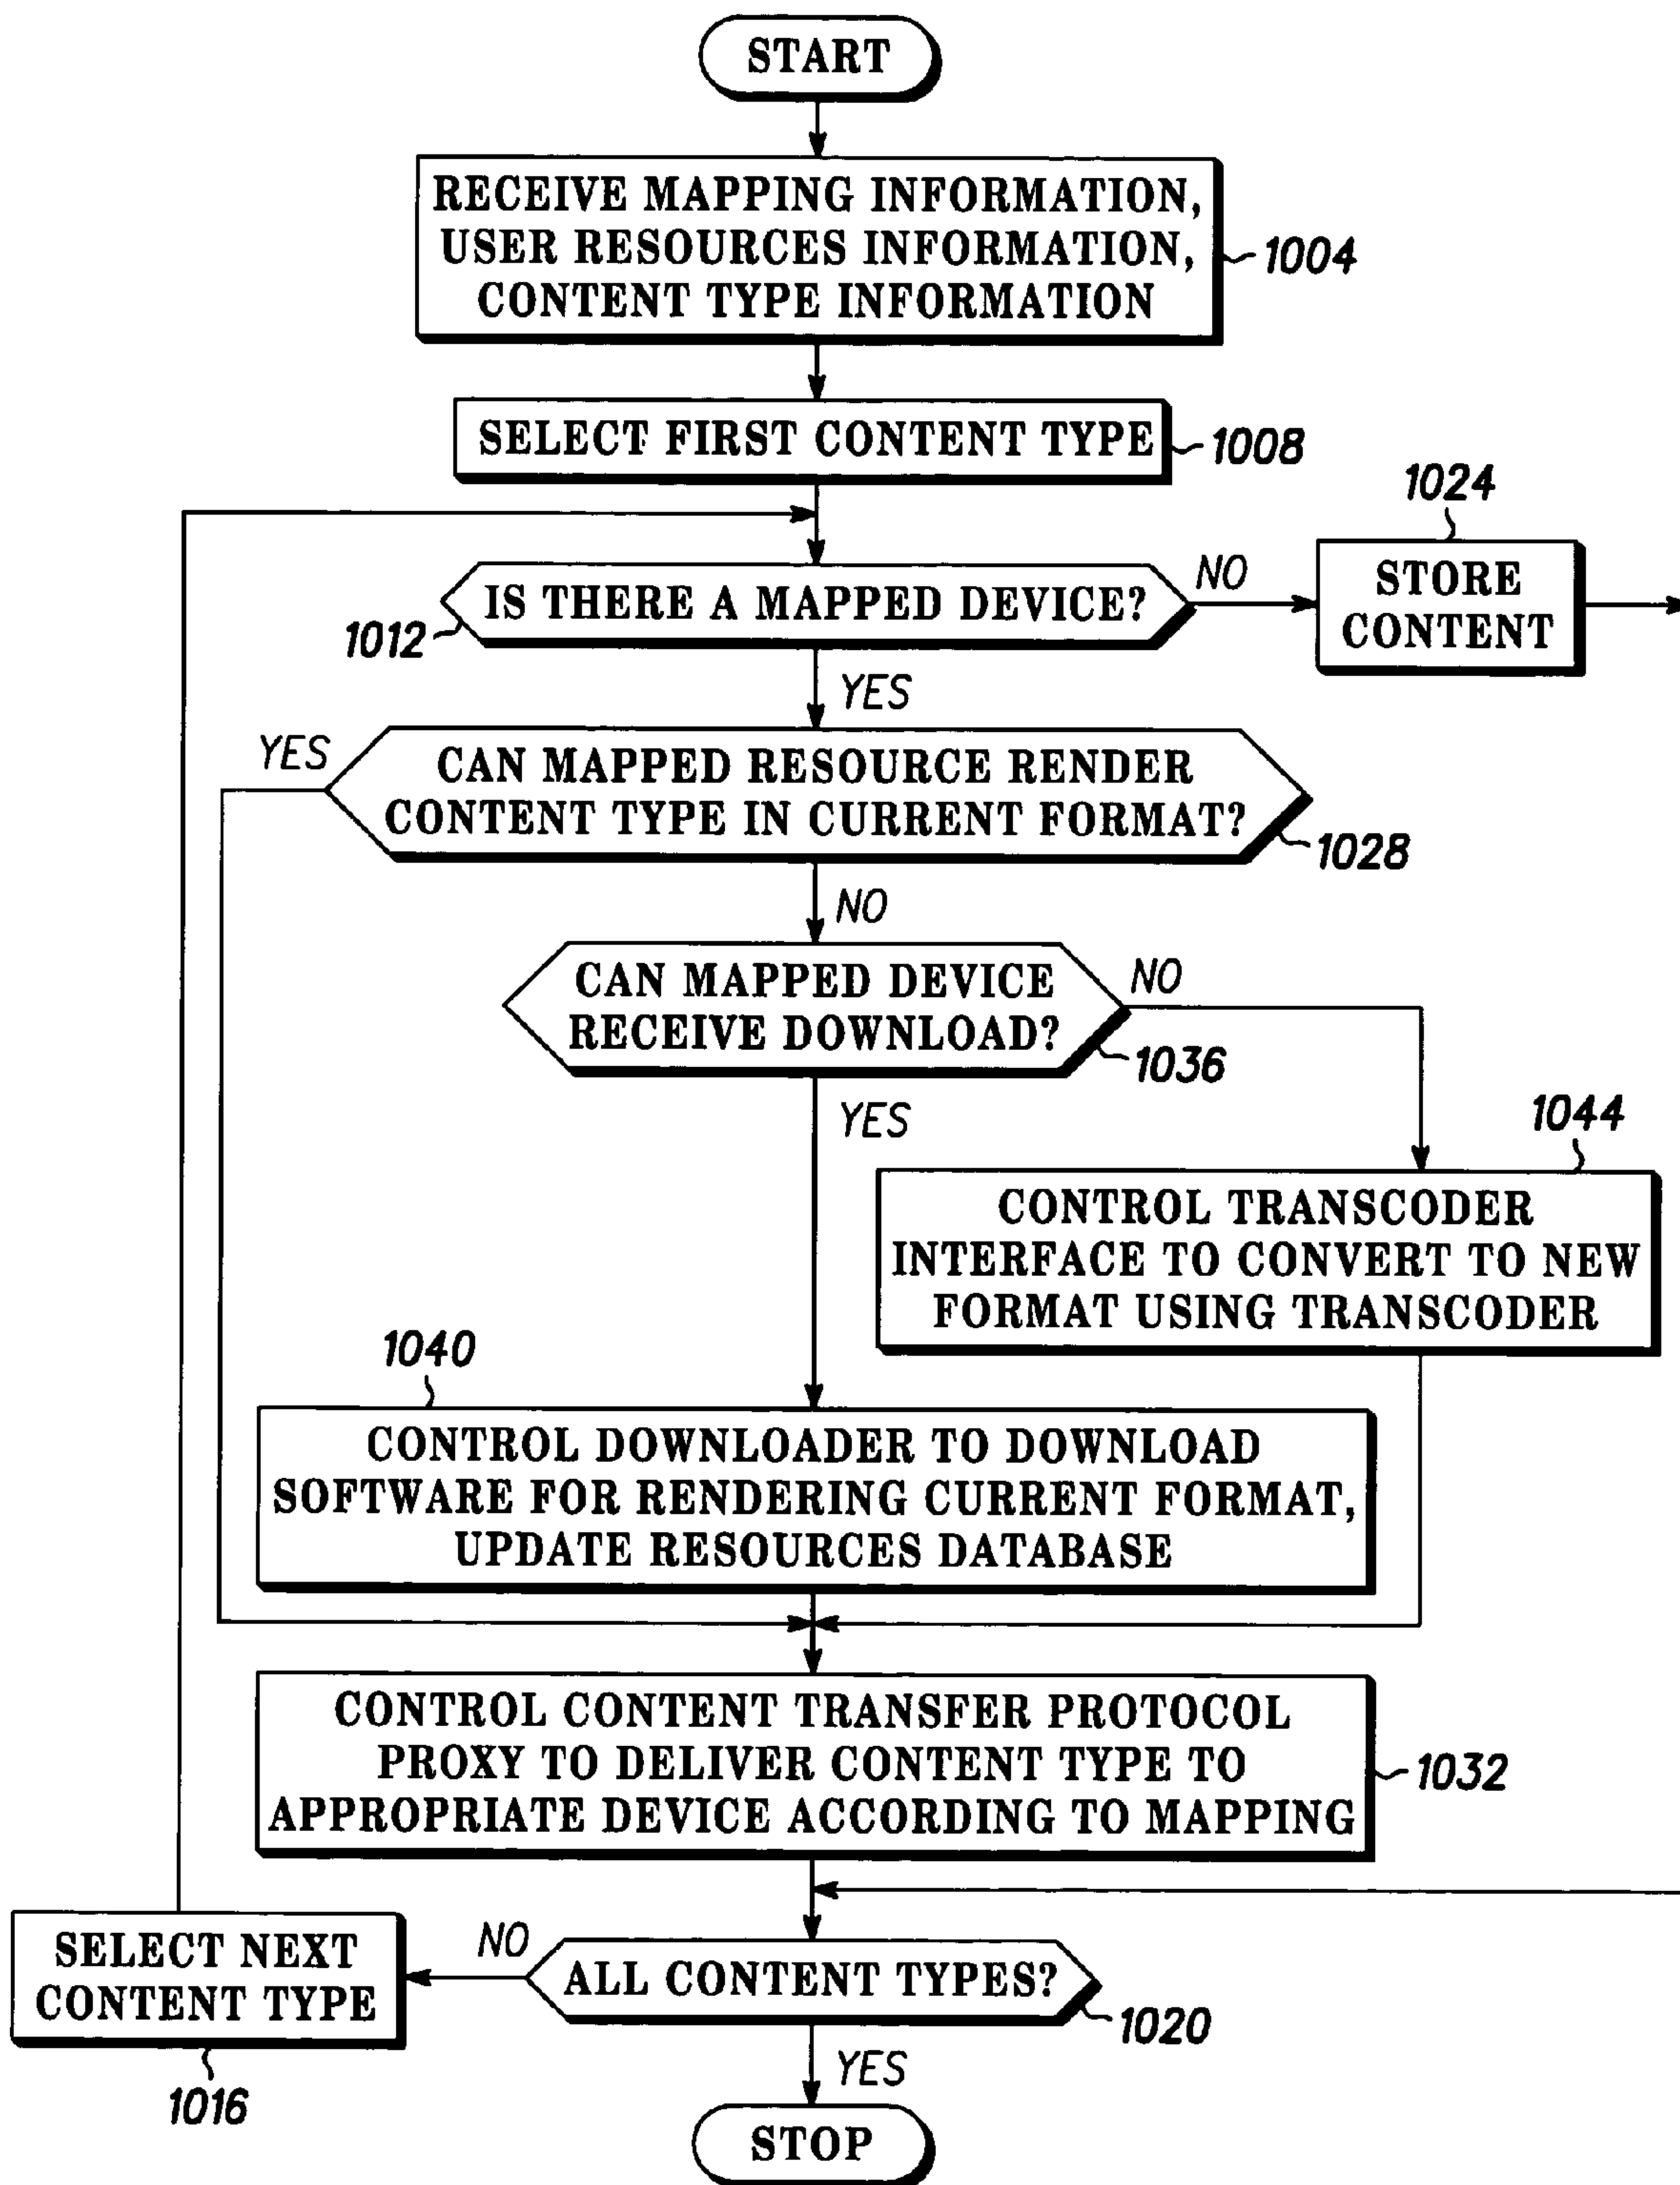 START
RECEIVE MAPPING INFORMATION,
USER RESOURCES INFORMATION,
CONTENT TYPE INFORMATION
1004
SELECT FIRST CONTENT TYPE
1008
1024
IS THERE A MAPPED DEVICE?
NO
STORE
CONTENT
1012
YES
YES
CAN MAPPED RESOURCE RENDER
CONTENT TYPE IN CURRENT FORMAT?
1028
NO
CAN MAPPED DEVICE
RECEIVE DOWNLOAD?
NO
1036
YES
1044
CONTROL TRANSCODER
INTERFACE TO CONVERT TO NEW
FORMAT USING TRANSCODER
1040
CONTROL DOWNLOADER TO DOWNLOAD
SOFTWARE FOR RENDERING CURRENT FORMAT,
UPDATE RESOURCES DATABASE
CONTROL CONTENT TRANSFER PROTOCOL
PROXY TO DELIVER CONTENT TYPE TO
APPROPRIATE DEVICE ACCORDING TO MAPPING
1032
SELECT NEXT
CONTENT TYPE
NO
ALL CONTENT TYPES?
1020
1016
YES
STOP